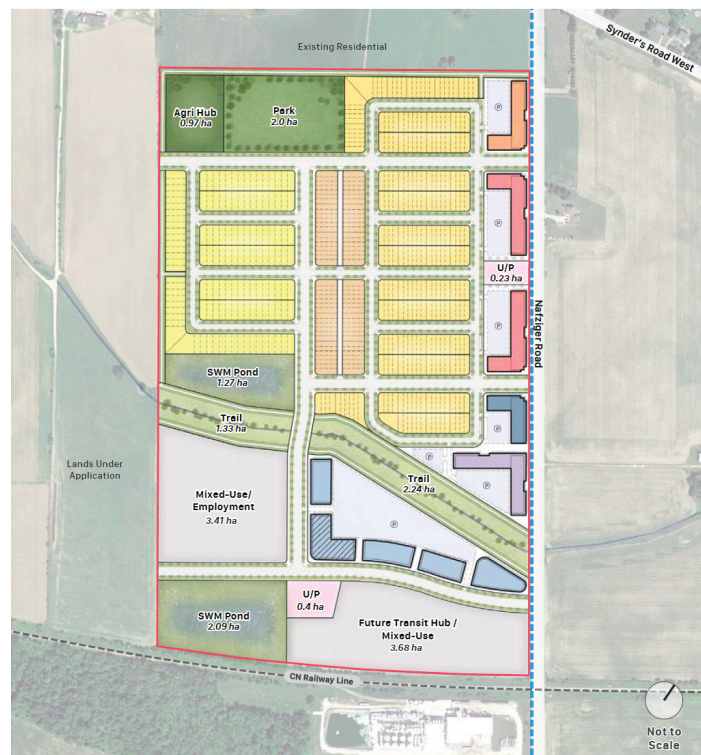 Existing Residential
Synder's Road West
Agri Hub
0.97 ha
Park
2.0 ha
P
P
U/P
0.23 ha
P
Nafziger Road
SWM Pond
1.27 ha
Trail
1.33 ha
P
P
P
Lands Under
Application
Trail
2.24 ha
Mixed-Use/
Employment
3.41 ha
P
U/P
0.4 ha
SWM Pond
2.09 ha
Future Transit Hub /
Mixed-Use
3.68 ha
CN Railway Line
Not to
Scale